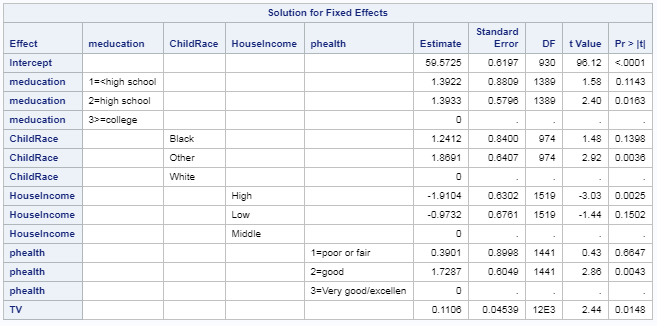 Solution for Fixed Effects
Effect meducation ChildRace HouseIncome phealth Estimate Standard Error DF t Value Pr > |t|
Intercept 59.5725 0.6197 930 96.12 <.0001
meducation 1=<high school 1.3922 0.8809 1389 1.58 0.1143
meducation 2=high school 1.3933 0.5796 1389 2.40 0.0163
meducation 3>=college 0 . . . .
ChildRace Black 1.2412 0.8400 974 1.48 0.1398
ChildRace Other 1.8691 0.6407 974 2.92 0.0036
ChildRace White 0 . . . .
HouseIncome High -1.9104 0.6302 1519 -3.03 0.0025
HouseIncome Low -0.9732 0.6761 1519 -1.44 0.1502
HouseIncome Middle 0 . . . .
phealth 1=poor or fair 0.3901 0.8998 1441 0.43 0.6647
phealth 2=good 1.7287 0.6049 1441 2.86 0.0043
phealth 3=Very good/excellen 0 . . . .
TV 0.1106 0.04539 12E3 2.44 0.0148